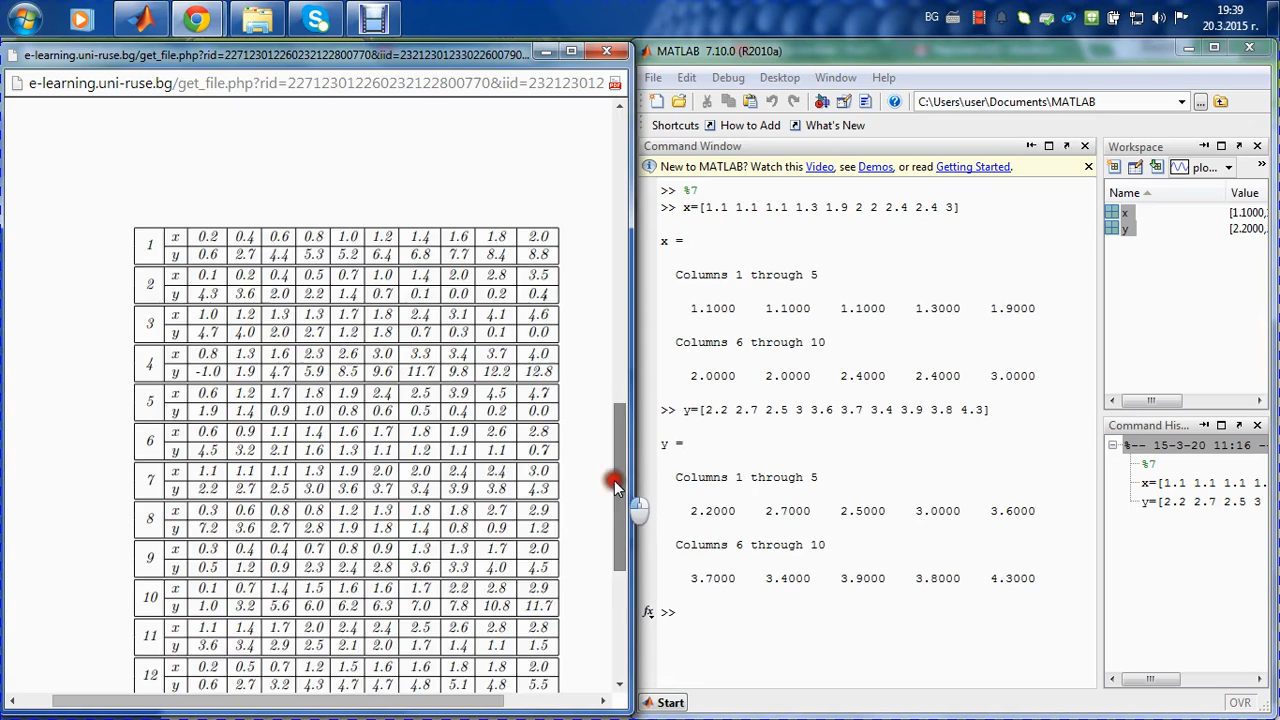 BG
19:39
20.3.2015 г.
e-learning.uni-ruse.bg/get_file.php?rid=227123012260232122800770&iid=23212301233022600790...
e-learning.uni-ruse.bg/get_file.php?rid=227123012260232122800770&iid=232123012
1 x 0.2 0.4 0.6 0.8 1.0 1.2 1.4 1.6 1.8 2.0
y 0.6 2.7 4.4 5.3 5.2 6.4 6.8 7.7 8.4 8.8
2 x 0.1 0.2 0.4 0.5 0.7 1.0 1.4 2.0 2.8 3.5
y 4.3 3.6 2.0 2.2 1.4 0.7 0.1 0.0 0.2 0.4
3 x 1.0 1.2 1.3 1.3 1.7 1.8 2.4 3.1 4.1 4.6
y 4.7 4.0 2.0 2.7 1.2 1.8 0.7 0.3 0.1 0.0
4 x 0.8 1.3 1.6 2.3 2.6 3.0 3.3 3.4 3.7 4.0
y -1.0 1.9 4.7 5.9 8.5 9.6 11.7 9.8 12.2 12.8
5 x 0.6 1.2 1.7 1.8 1.9 2.4 2.5 3.9 4.5 4.7
y 1.9 1.4 0.9 1.0 0.8 0.6 0.5 0.4 0.2 0.0
6 x 0.6 0.9 1.1 1.4 1.6 1.7 1.8 1.9 2.6 2.8
y 4.5 3.2 2.1 1.6 1.3 1.1 1.2 1.1 1.1 0.7
7 x 1.1 1.1 1.1 1.3 1.9 2.0 2.0 2.4 2.4 3.0
y 2.2 2.7 2.5 3.0 3.6 3.7 3.4 3.9 3.8 4.3
8 x 0.3 0.6 0.8 0.8 1.2 1.3 1.8 1.8 2.7 2.9
y 7.2 3.6 2.7 2.8 1.9 1.8 1.4 0.8 0.9 1.2
9 x 0.3 0.4 0.4 0.7 0.8 0.9 1.3 1.3 1.7 2.0
y 0.5 1.2 0.9 2.3 2.4 2.8 3.6 3.3 4.0 4.5
10 x 0.1 0.7 1.4 1.5 1.6 1.6 1.7 2.2 2.8 2.9
y 1.0 3.2 5.6 6.0 6.2 6.3 7.0 7.8 10.8 11.7
11 x 1.1 1.4 1.7 2.0 2.4 2.4 2.5 2.6 2.8 2.8
y 3.6 3.4 2.9 2.5 2.1 2.0 1.7 1.4 1.1 1.5
12 x 0.2 0.5 0.7 1.2 1.5 1.6 1.6 1.8 1.8 2.0
y 0.6 2.7 3.2 4.3 4.7 4.7 4.8 5.1 4.8 5.5
MATLAB 7.10.0 (R2010a)
File Edit Debug Desktop Window Help
C:\Users\user\Documents\MATLAB
Shortcuts How to Add What's New
Command Window
New to MATLAB? Watch this Video, see Demos, or read Getting Started.
>> %7
>> x=[1.1 1.1 1.1 1.3 1.9 2 2 2.4 2.4 3]
x =
Columns 1 through 5
1.1000 1.1000 1.1000 1.3000 1.9000
Columns 6 through 10
2.0000 2.0000 2.4000 2.4000 3.0000
>> y=[2.2 2.7 2.5 3 3.6 3.7 3.4 3.9 3.8 4.3]
y =
Columns 1 through 5
2.2000 2.7000 2.5000 3.0000 3.6000
Columns 6 through 10
3.7000 3.4000 3.9000 3.8000 4.3000
fx >>
Workspace
plo...
Name Value
x [1.1000,
y [2.2000,
Command His...
%-- 15-3-20 11:16 --
%7
x=[1.1 1.1 1.
y=[2.2 2.7 2.5 3
Start
OVR